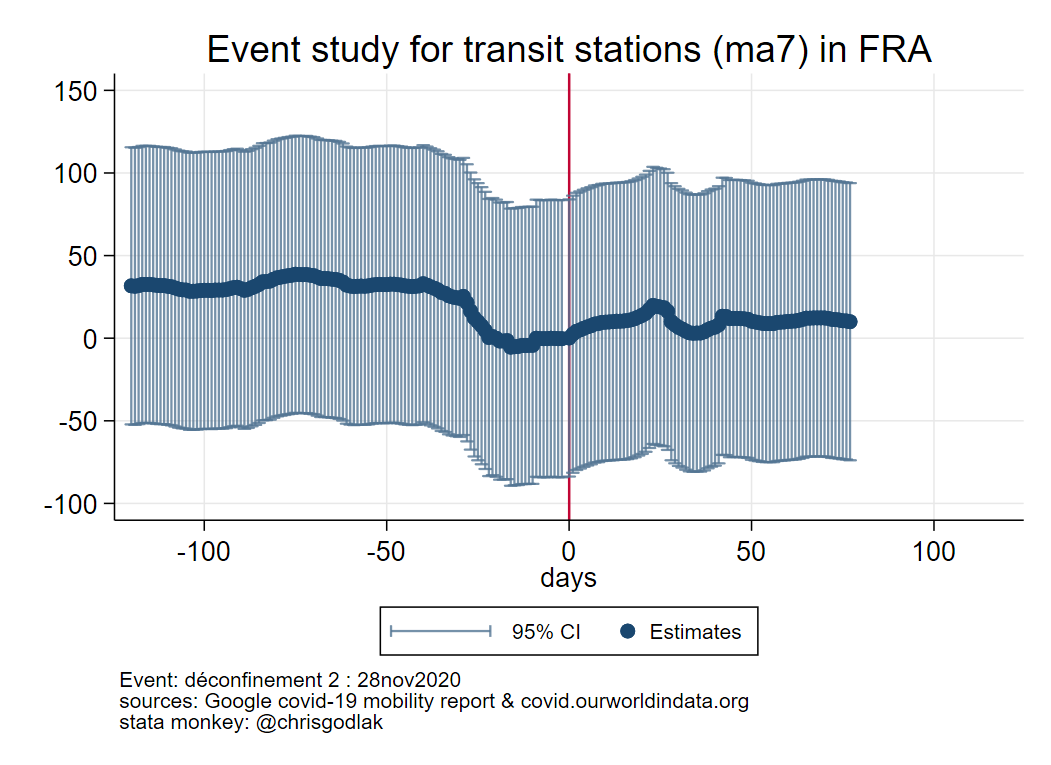 Event study for transit stations (ma7) in FRA
150
100
50
0
-50
-100
-100 -50 0 50 100
days
95% CI Estimates
Event: déconfinement 2 : 28nov2020
sources: Google covid-19 mobility report & covid.ourworldindata.org
stata monkey: @chrisgodlak